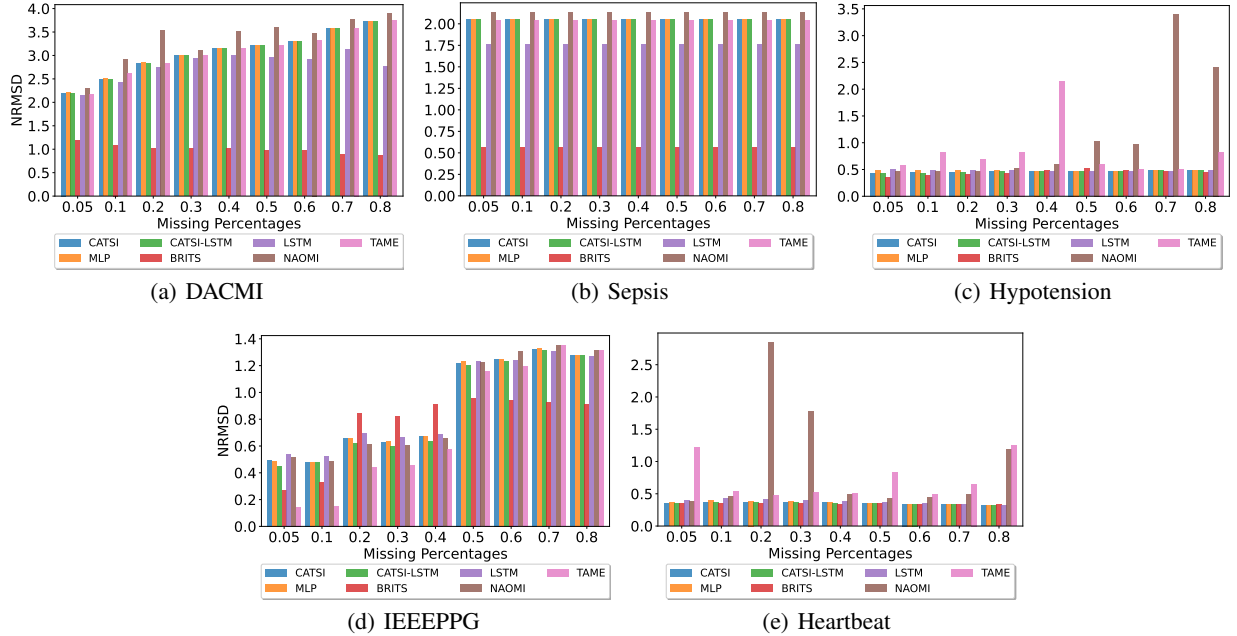 4.0
3.5
3.0
2.5
2.0
1.5
1.0
0.5
0.0
NRMSD
0.05 0.1 0.2 0.3 0.4 0.5 0.6 0.7 0.8
Missing Percentages
CATSI CATSI-LSTM LSTM TAME
MLP BRITS NAOMI
(a) DACMI
2.00
1.75
1.50
1.25
1.00
0.75
0.50
0.25
0.00
0.05 0.1 0.2 0.3 0.4 0.5 0.6 0.7 0.8
Missing Percentages
CATSI CATSI-LSTM LSTM TAME
MLP BRITS NAOMI
(b) Sepsis
3.5
3.0
2.5
2.0
1.5
1.0
0.5
0.0
0.05 0.1 0.2 0.3 0.4 0.5 0.6 0.7 0.8
Missing Percentages
CATSI CATSI-LSTM LSTM TAME
MLP BRITS NAOMI
(c) Hypotension
1.4
1.2
1.0
0.8
0.6
0.4
0.2
0.0
NRMSD
0.05 0.1 0.2 0.3 0.4 0.5 0.6 0.7 0.8
Missing Percentages
CATSI CATSI-LSTM LSTM TAME
MLP BRITS NAOMI
(d) IEEEPPG
2.5
2.0
1.5
1.0
0.5
0.0
0.05 0.1 0.2 0.3 0.4 0.5 0.6 0.7 0.8
Missing Percentages
CATSI CATSI-LSTM LSTM TAME
MLP BRITS NAOMI
(e) Heartbeat